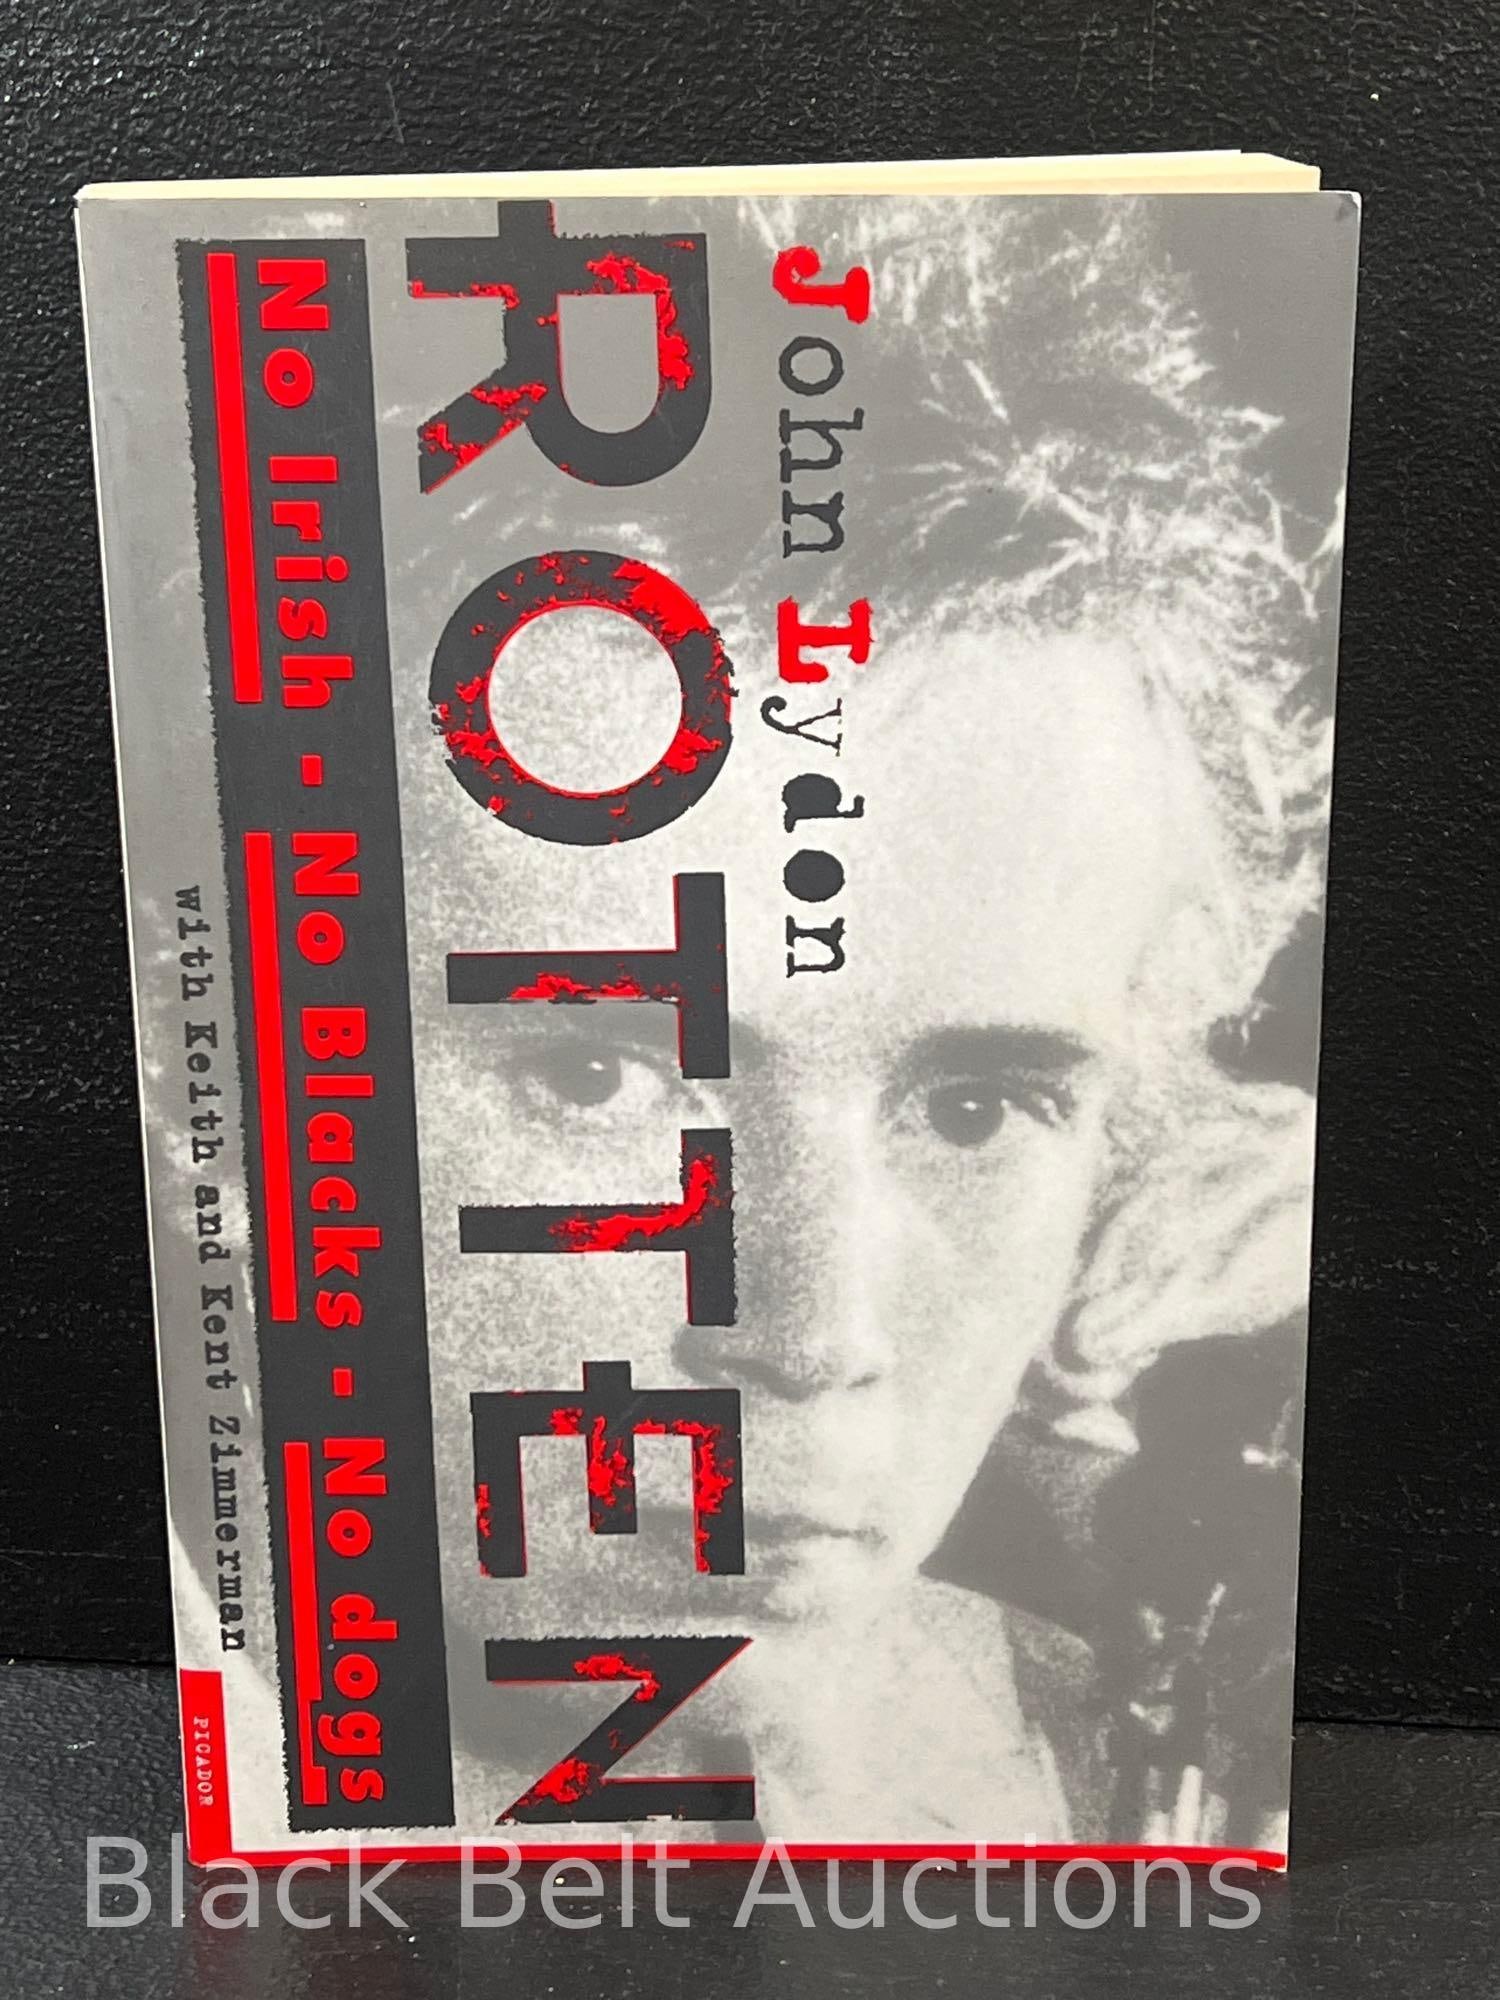 John Lydon
ROTTEN
No Irish - No Blacks - No dogs
with Keith and Kent Zimmerman
PICADOR
Black Belt Auctions